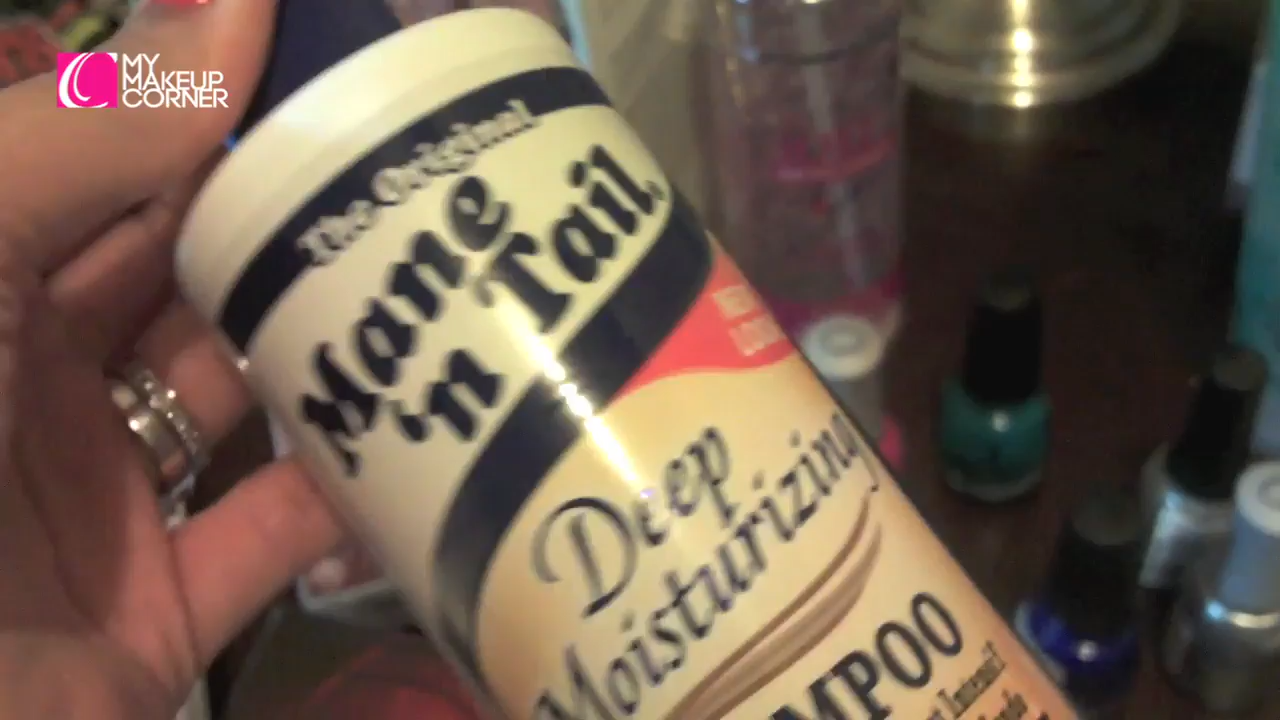 MY
MAKEUP
CORNER
The Original
Mane
'n Tail.
Deep
Moisturizing
MPOO